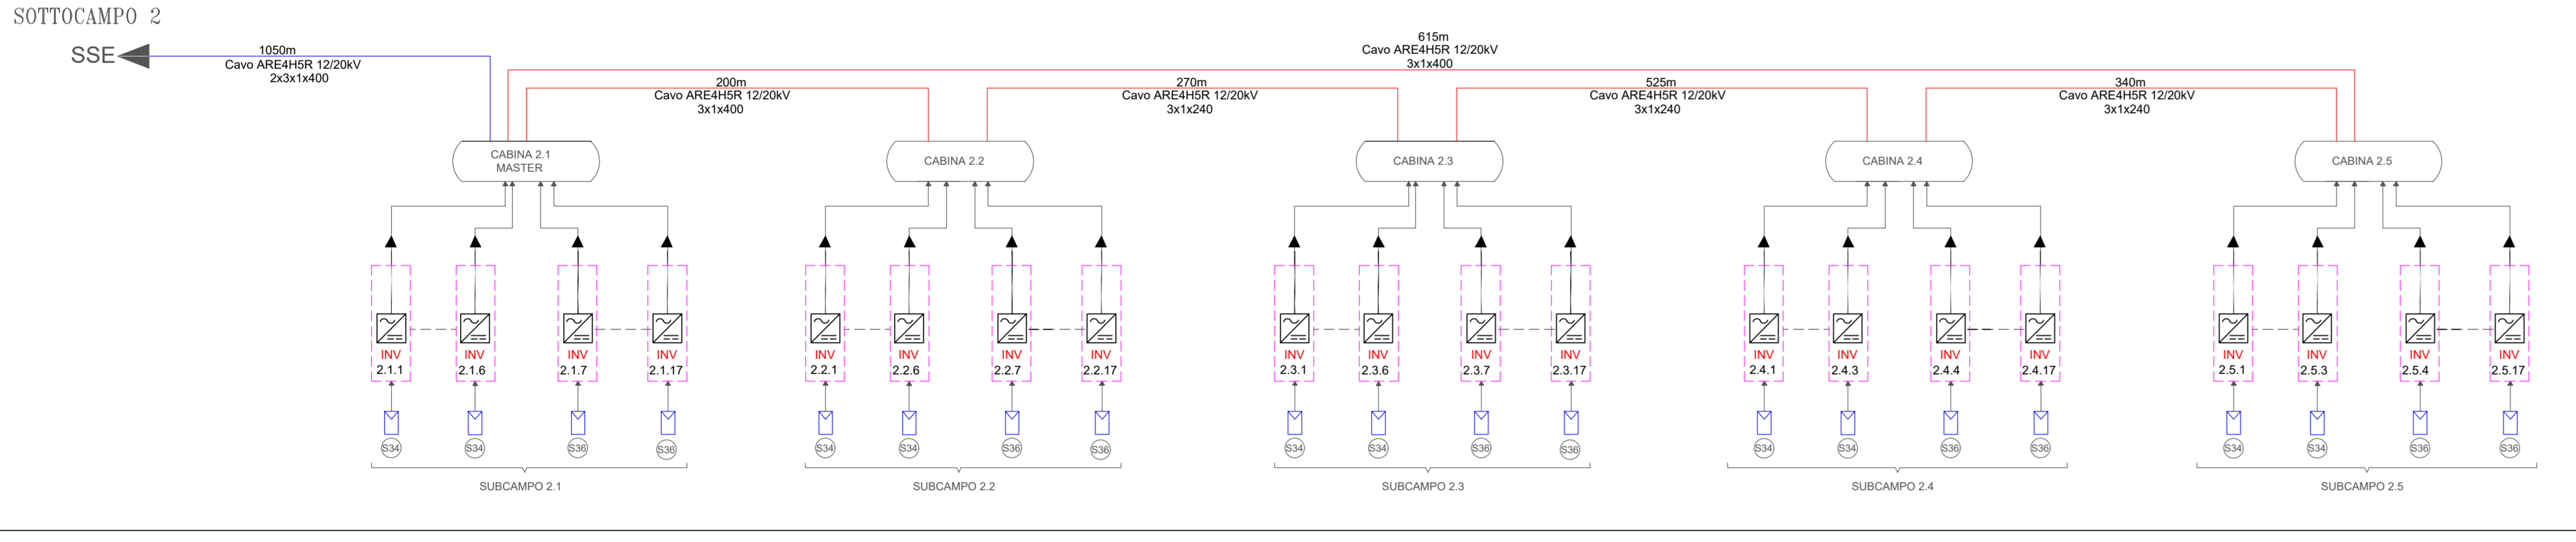 SOTTOCAMPO 2
SSE
1050m
Cavo ARE4H5R 12/20kV
2x3x1x400
615m
Cavo ARE4H5R 12/20kV
3x1x400
200m
Cavo ARE4H5R 12/20kV
3x1x400
270m
Cavo ARE4H5R 12/20kV
3x1x240
525m
Cavo ARE4H5R 12/20kV
3x1x240
340m
Cavo ARE4H5R 12/20kV
3x1x240
CABINA 2.1
MASTER
CABINA 2.2
CABINA 2.3
CABINA 2.4
CABINA 2.5
INV
2.1.1
INV
2.1.6
INV
2.1.7
INV
2.1.17
INV
2.2.1
INV
2.2.6
INV
2.2.7
INV
2.2.17
INV
2.3.1
INV
2.3.6
INV
2.3.7
INV
2.3.17
INV
2.4.1
INV
2.4.3
INV
2.4.4
INV
2.4.17
INV
2.5.1
INV
2.5.3
INV
2.5.4
INV
2.5.17
S34
S34
S36
S36
S34
S34
S36
S36
S34
S34
S36
S36
S34
S34
S36
S36
S34
S34
S36
S36
SUBCAMPO 2.1
SUBCAMPO 2.2
SUBCAMPO 2.3
SUBCAMPO 2.4
SUBCAMPO 2.5